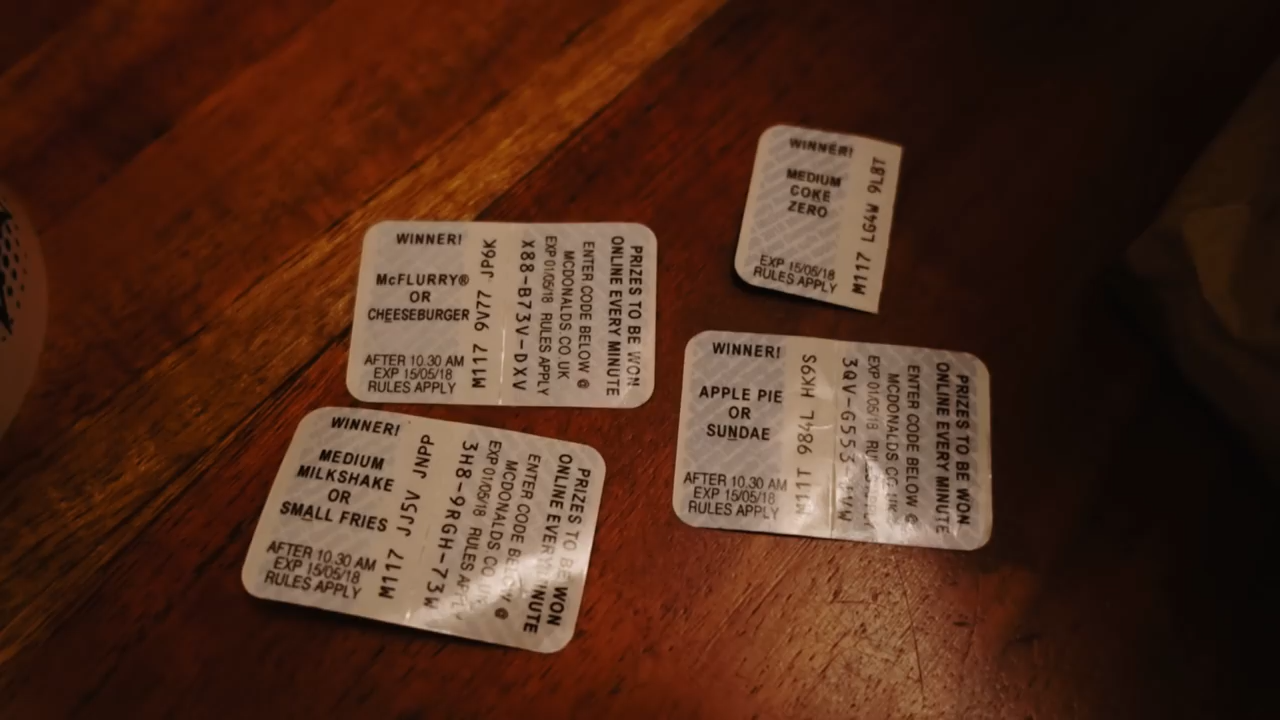 WINNER!
MEDIUM
COKE
ZERO
EXP 15/05/18
RULES APPLY
M117 LG4W 9L8T
WINNER!
McFLURRY®
OR
CHEESEBURGER
AFTER 10.30 AM
EXP 15/05/18
RULES APPLY
M117 9V77 JP6K
PRIZES TO BE WON
ONLINE EVERY MINUTE
ENTER CODE BELOW @
MCDONALDS.CO.UK
EXP 01/05/18 RULES APPLY
X88-B73V-DXV
WINNER!
APPLE PIE
OR
SUNDAE
AFTER 10.30 AM
EXP 15/05/18
RULES APPLY
M11T 984L HK9S
PRIZES TO BE WON
ONLINE EVERY MINUTE
ENTER CODE BELOW @
MCDONALDS.CO.UK
EXP 01/05/18 RULES APPLY
WINNER!
MEDIUM
MILKSHAKE
OR
SMALL FRIES
AFTER 10.30 AM
EXP 15/05/18
RULES APPLY
M117 VSJJ JNPP
PRIZES TO BE WON
ONLINE EVERY MINUTE
ENTER CODE BELOW @
MCDONALDS.CO.UK
EXP 01/05/18 RULES APPLY
3H8-9RGH-73W